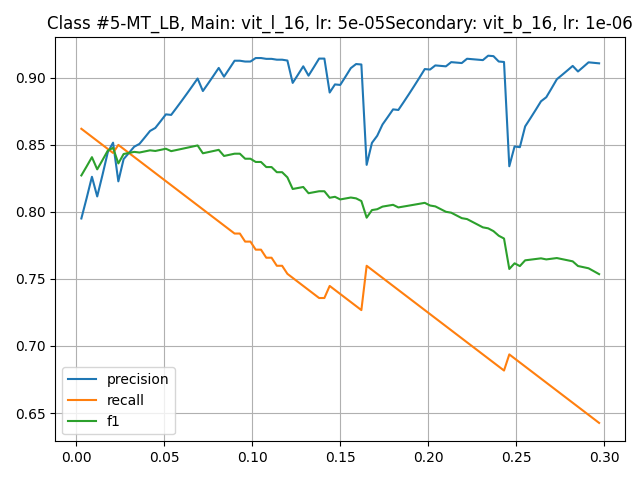 Class #5-MT_LB, Main: vit_l_16, lr: 5e-05Secondary: vit_b_16, lr: 1e-06
0.90
0.85
0.80
0.75
0.70
0.65
precision
recall
f1
0.00 0.05 0.10 0.15 0.20 0.25 0.30